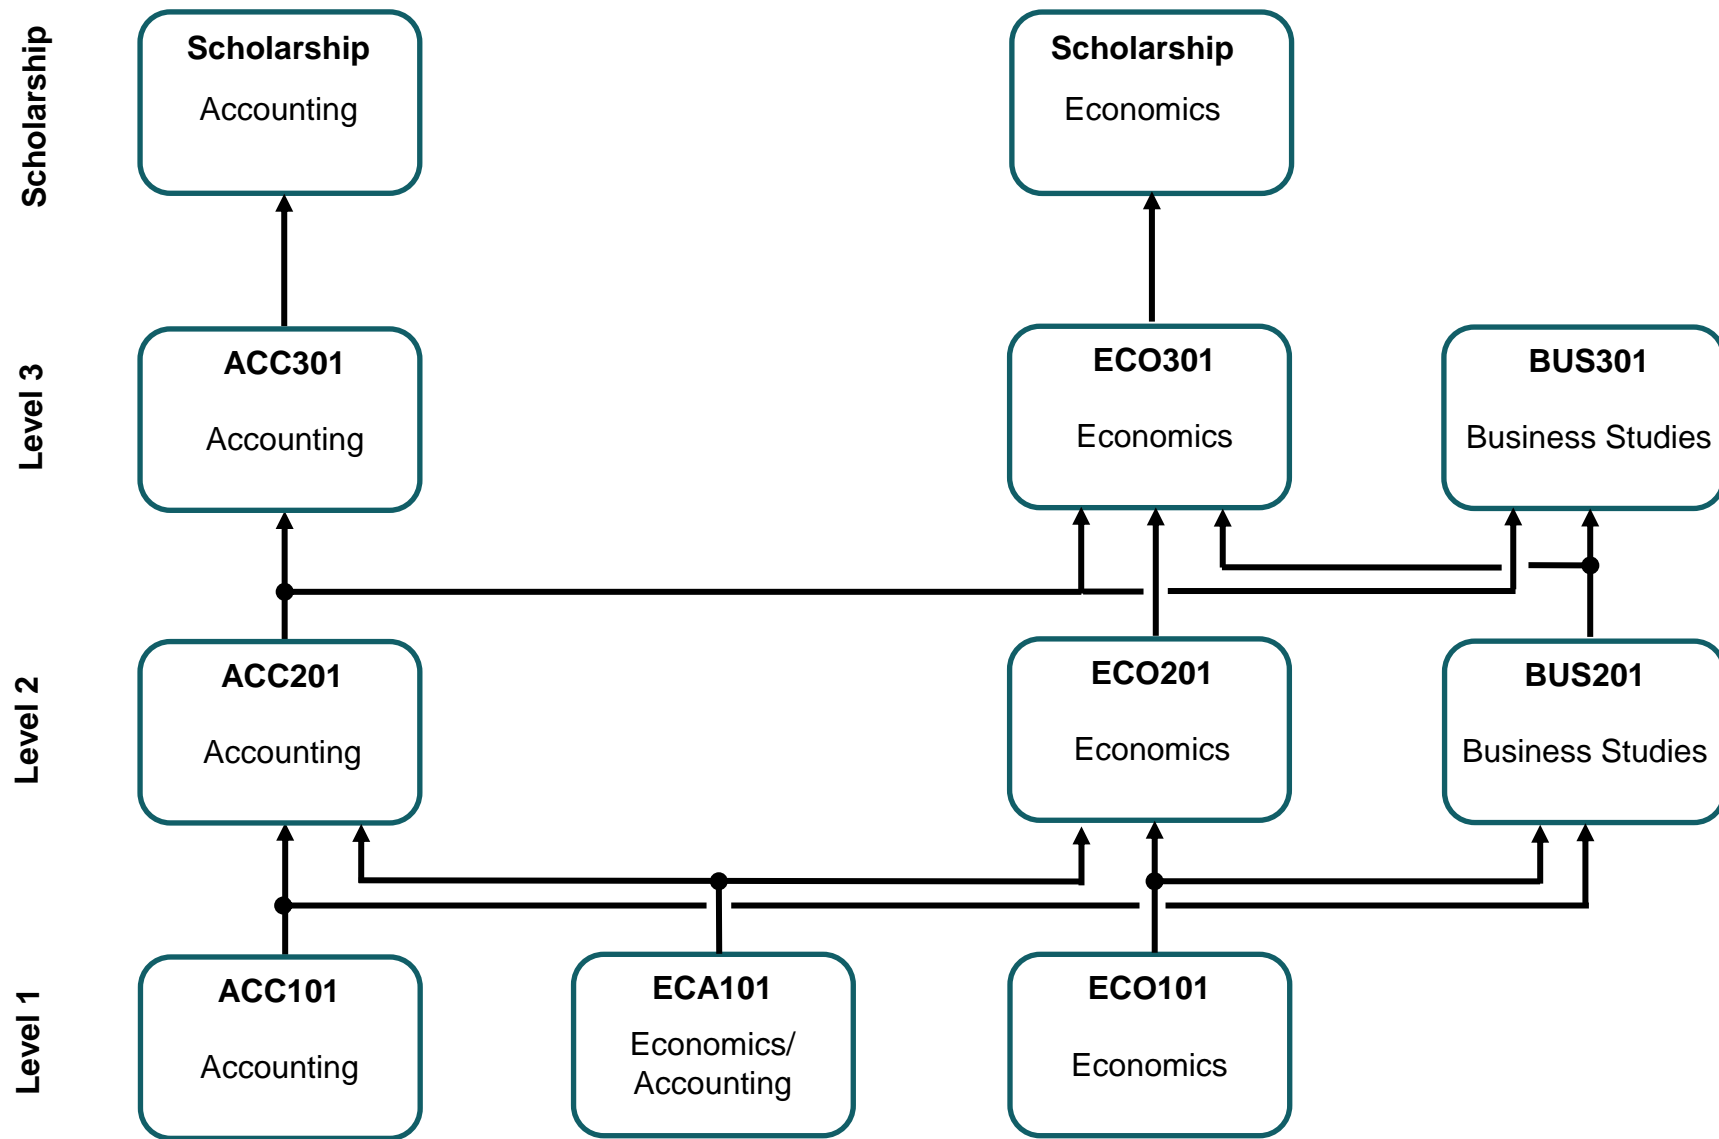 Scholarship
Scholarship
Accounting
Scholarship
Economics
Level 3
ACC301
Accounting
ECO301
Economics
BUS301
Business Studies
Level 2
ACC201
Accounting
ECO201
Economics
BUS201
Business Studies
Level 1
ACC101
Accounting
ECA101
Economics/
Accounting
ECO101
Economics